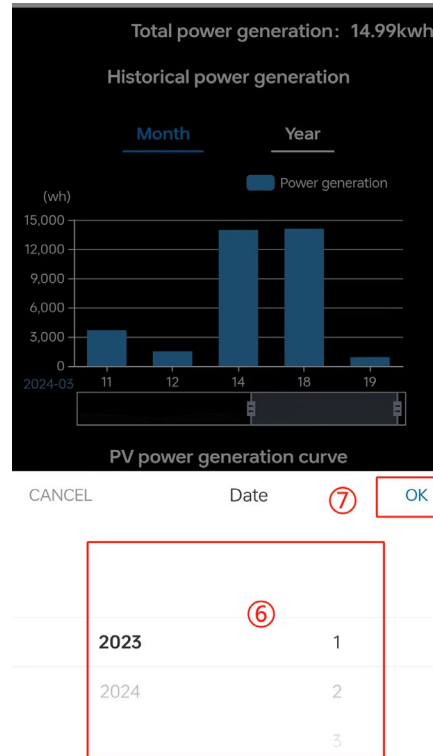 Total power generation: 14.99kwh
Historical power generation
Month Year
Power generation
(wh)
15,000
12,000
9,000
6,000
3,000
0
2024-03 11 12 14 18 19
PV power generation curve
CANCEL Date ⑦ OK
⑥
2023 1
2024 2
3